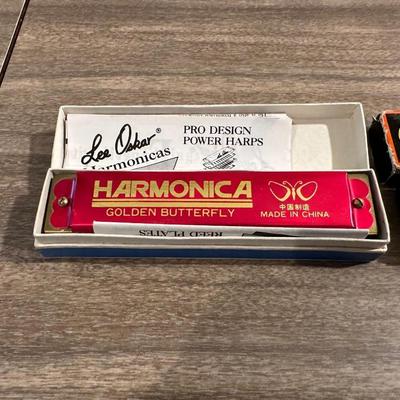 Lee Oskar®
Harmonicas
PRO DESIGN
POWER HARPS
HARMONICA
GOLDEN BUTTERFLY
中国制造
MADE IN CHINA
REED PLATES